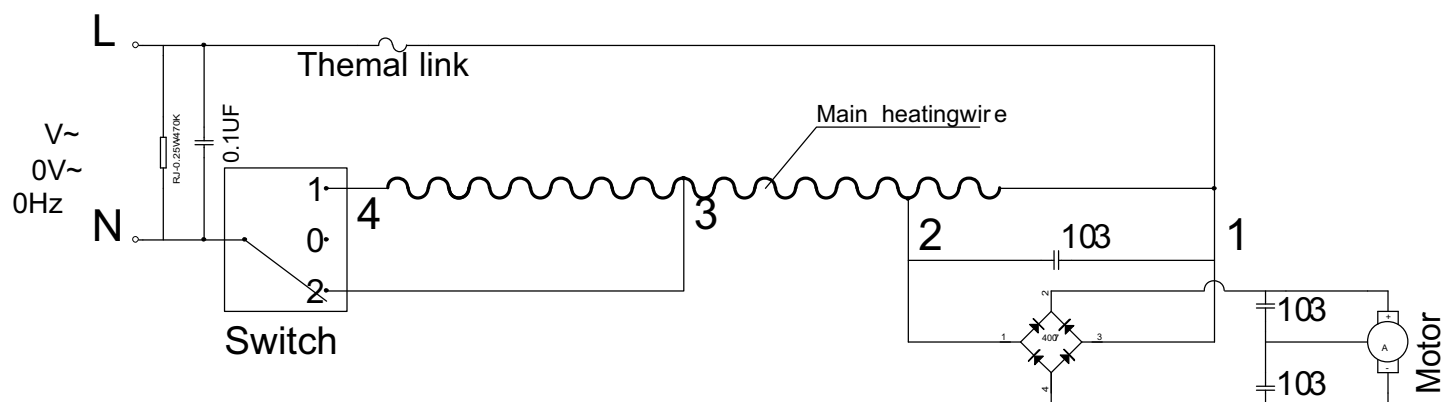 L
Themal link
Main heatingwire
V~
0V~
0Hz
RJ-0.25W470K
0.1UF
N
1
0
2
4
3
2
1
103
Switch
2
1
3
4
4007
103
103
+
A
-
Motor